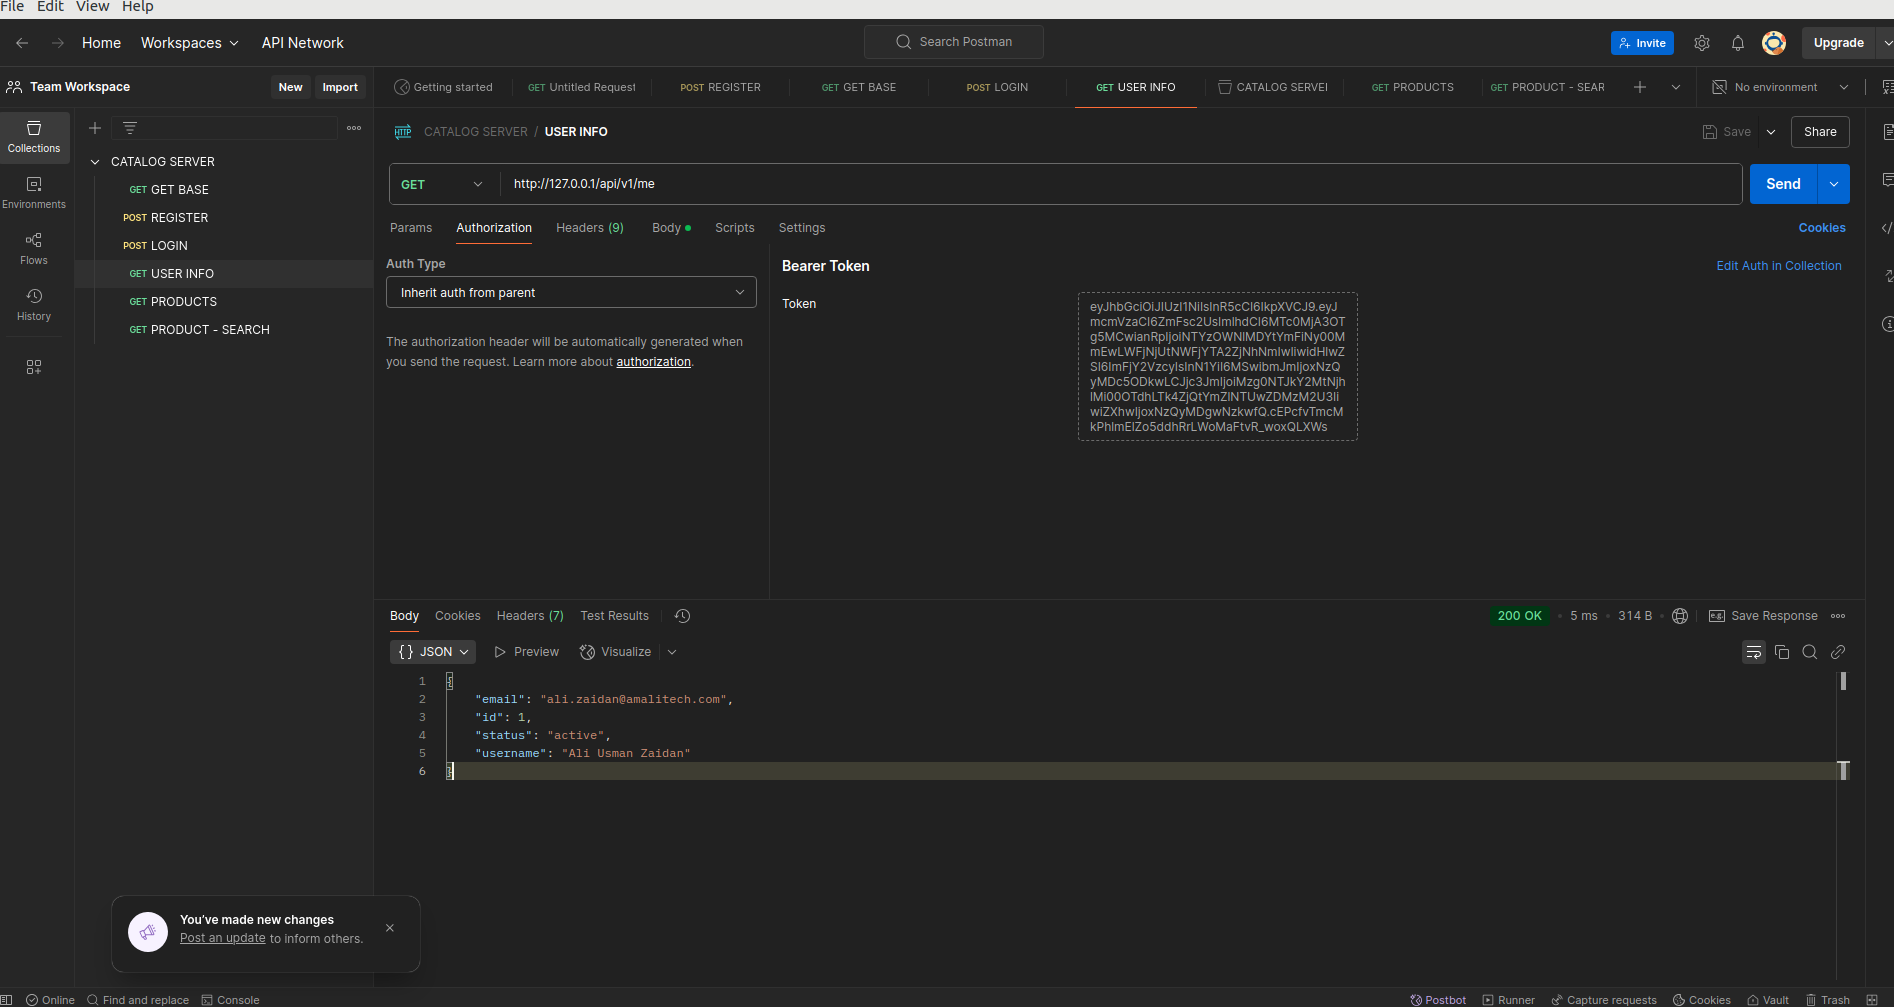 File Edit View Help
Home Workspaces API Network
Search Postman
Invite
Upgrade
Team Workspace
New Import
Getting started
GET Untitled Request
POST REGISTER
GET GET BASE
POST LOGIN
GET USER INFO
CATALOG SERVEI
GET PRODUCTS
GET PRODUCT - SEAR
No environment
Collections
Environments
Flows
History
CATALOG SERVER
GET GET BASE
POST REGISTER
POST LOGIN
GET USER INFO
GET PRODUCTS
GET PRODUCT - SEARCH
HTTP CATALOG SERVER / USER INFO
Save
Share
GET http://127.0.0.1/api/v1/me
Send
Params Authorization Headers (9) Body Scripts Settings
Cookies
Auth Type
Inherit auth from parent
The authorization header will be automatically generated when
you send the request. Learn more about authorization.
Bearer Token
Edit Auth in Collection
Token
Body Cookies Headers (7) Test Results
200 OK • 5 ms • 314 B
e.g. Save Response
{} JSON Preview Visualize
1 {
2 "email": "ali.zaidan@amalitech.com",
3 "id": 1,
4 "status": "active",
5 "username": "Ali Usman Zaidan"
6 }
You've made new changes
Post an update to inform others.
Online Find and replace Console
Postbot Runner Capture requests Cookies Vault Trash